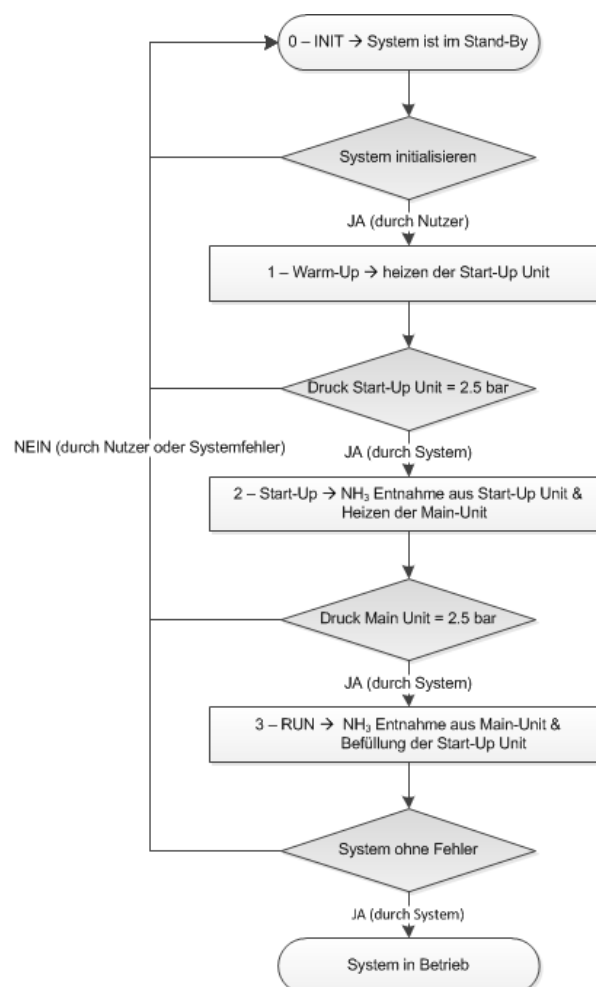 0 – INIT → System ist im Stand-By
System initialisieren
JA (durch Nutzer)
1 – Warm-Up → heizen der Start-Up Unit
Druck Start-Up Unit = 2.5 bar
NEIN (durch Nutzer oder Systemfehler)
JA (durch System)
2 – Start-Up → NH₃ Entnahme aus Start-Up Unit &
Heizen der Main-Unit
Druck Main Unit = 2.5 bar
JA (durch System)
3 – RUN → NH₃ Entnahme aus Main-Unit &
Befüllung der Start-Up Unit
System ohne Fehler
JA (durch System)
System in Betrieb